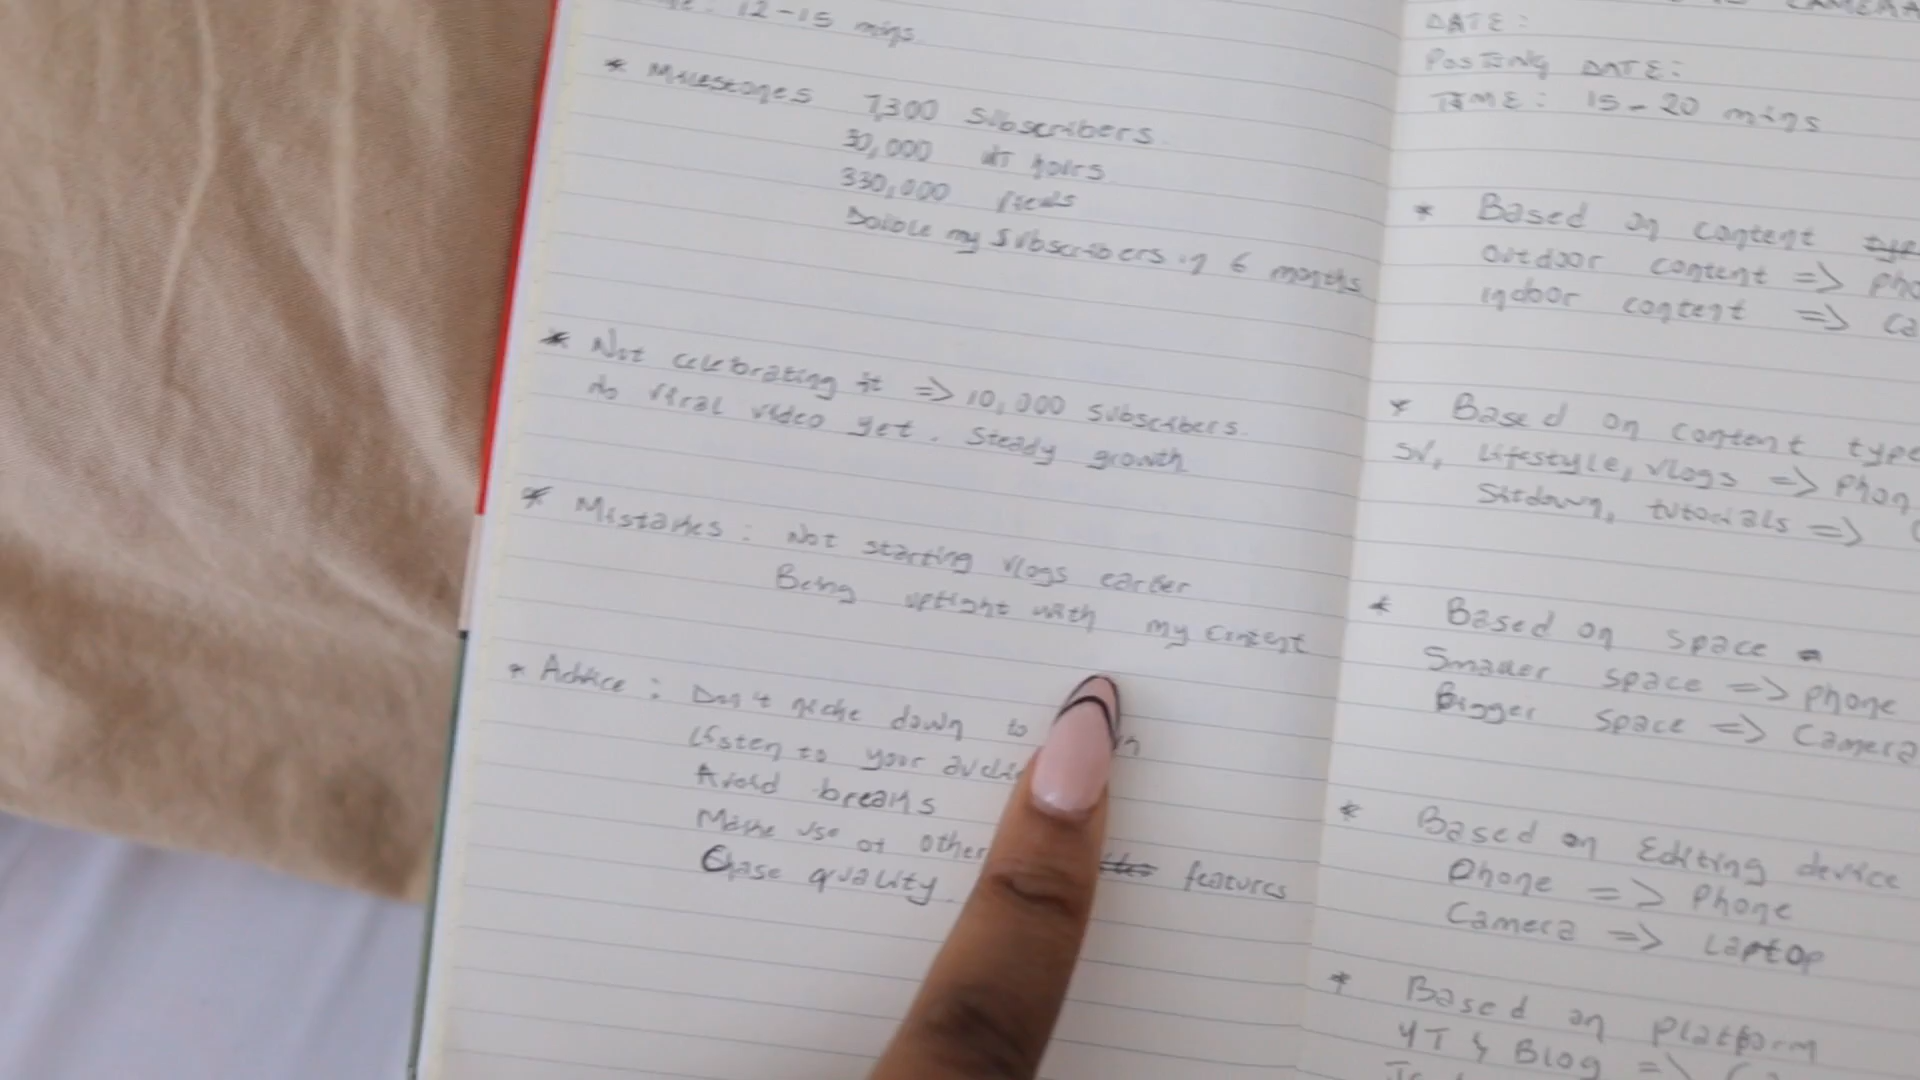 12-15 mins.
* Milestones 7,300 subscribers.
30,000 WT hours
330,000 views
Double my subscribers in 6 months
* Not celebrating it => 10,000 subscribers.
No viral video yet. Steady growth
* Mistakes: Not starting vlogs earlier
Being uptight with my content
* Advice: Don't niche down to
Listen to your
Avoid breaks
Make use of other features
Chase quality.
DATE:
POSTING DATE:
TIME: 15-20 mins
* Based on content
Outdoor content =>
indoor content =>
* Based on content type
SV, Lifestyle, vlogs =>
Sitdown, tutorials =>
* Based on space
Smaller space => phone
Bigger space => Camera
* Based on Editing device
Phone => Phone
Camera => Laptop
* Based on Platform
YT & Blog =>